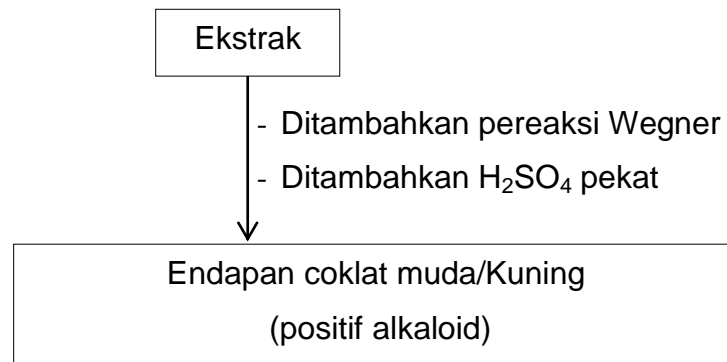 Ekstrak
- Ditambahkan pereaksi Wegner
- Ditambahkan H₂SO₄ pekat
Endapan coklat muda/Kuning
(positif alkaloid)